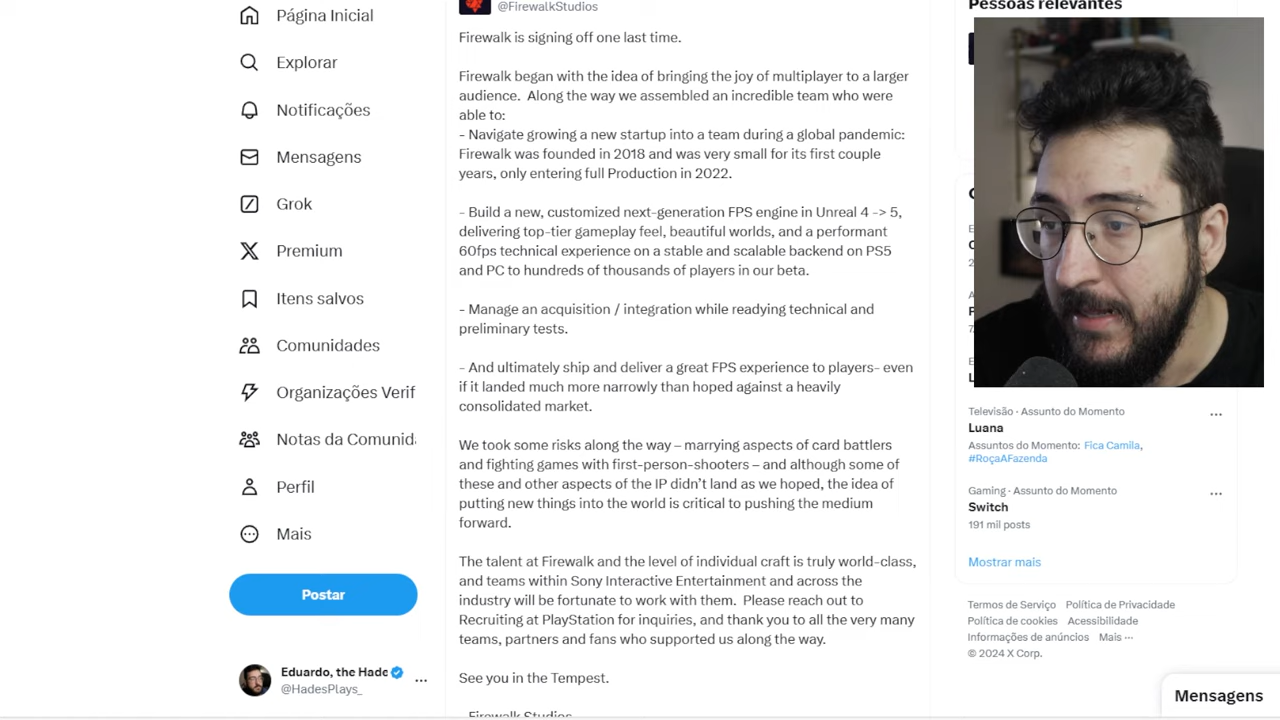 Página Inicial
Explorar
Notificações
Mensagens
Grok
Premium
Itens salvos
Comunidades
Organizações Verif
Notas da Comunid
Perfil
Mais
Postar
Eduardo, the Hade
@HadesPlays_
@FirewalkStudios
Firewalk is signing off one last time.
Firewalk began with the idea of bringing the joy of multiplayer to a larger
audience.  Along the way we assembled an incredible team who were
able to:
- Navigate growing a new startup into a team during a global pandemic:
Firewalk was founded in 2018 and was very small for its first couple
years, only entering full Production in 2022.
- Build a new, customized next-generation FPS engine in Unreal 4 -> 5,
delivering top-tier gameplay feel, beautiful worlds, and a performant
60fps technical experience on a stable and scalable backend on PS5
and PC to hundreds of thousands of players in our beta.
- Manage an acquisition / integration while readying technical and
preliminary tests.
- And ultimately ship and deliver a great FPS experience to players- even
if it landed much more narrowly than hoped against a heavily
consolidated market.
We took some risks along the way – marrying aspects of card battlers
and fighting games with first-person-shooters – and although some of
these and other aspects of the IP didn't land as we hoped, the idea of
putting new things into the world is critical to pushing the medium
forward.
The talent at Firewalk and the level of individual craft is truly world-class,
and teams within Sony Interactive Entertainment and across the
industry will be fortunate to work with them.  Please reach out to
Recruiting at PlayStation for inquiries, and thank you to all the very many
teams, partners and fans who supported us along the way.
See you in the Tempest.
- Firewalk Studios
Pessoas relevantes
Televisão · Assunto do Momento
Luana
Assuntos do Momento: Fica Camila,
#RoçaAFazenda
Gaming · Assunto do Momento
Switch
191 mil posts
Mostrar mais
Termos de Serviço Política de Privacidade
Política de cookies Acessibilidade
Informações de anúncios Mais ···
© 2024 X Corp.
Mensagens